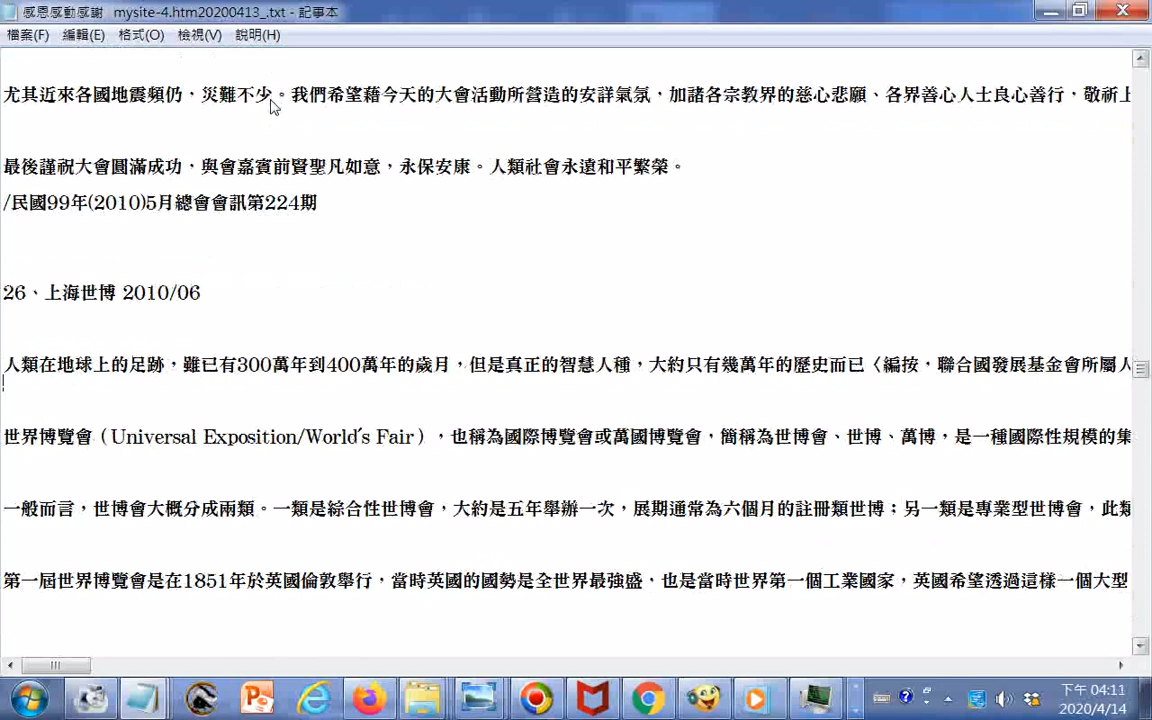 感恩感動感謝 mysite-4.htm20200413_.txt - 記事本
檔案(F) 編輯(E) 格式(O) 檢視(V) 說明(H)
尤其近來各國地震頻仍，災難不少。我們希望藉今天的大會活動所營造的安詳氣氛，加諸各宗教界的慈心悲願、各界善心人士良心善行，敬祈上
最後謹祝大會圓滿成功，與會嘉賓前賢聖凡如意，永保安康。人類社會永遠和平繁榮。
/民國99年(2010)5月總會會訊第224期
26、上海世博 2010/06
人類在地球上的足跡，雖已有300萬年到400萬年的歲月，但是真正的智慧人種，大約只有幾萬年的歷史而已〈編按，聯合國發展基金會所屬人
世界博覽會（Universal Exposition/World's Fair），也稱為國際博覽會或萬國博覽會，簡稱為世博會、世博、萬博，是一種國際性規模的集
一般而言，世博會大概分成兩類。一類是綜合性世博會，大約是五年舉辦一次，展期通常為六個月的註冊類世博；另一類是專業型世博會，此類
第一屆世界博覽會是在1851年於英國倫敦舉行，當時英國的國勢是全世界最強盛，也是當時世界第一個工業國家，英國希望透過這樣一個大型
下午 04:11
2020/4/14